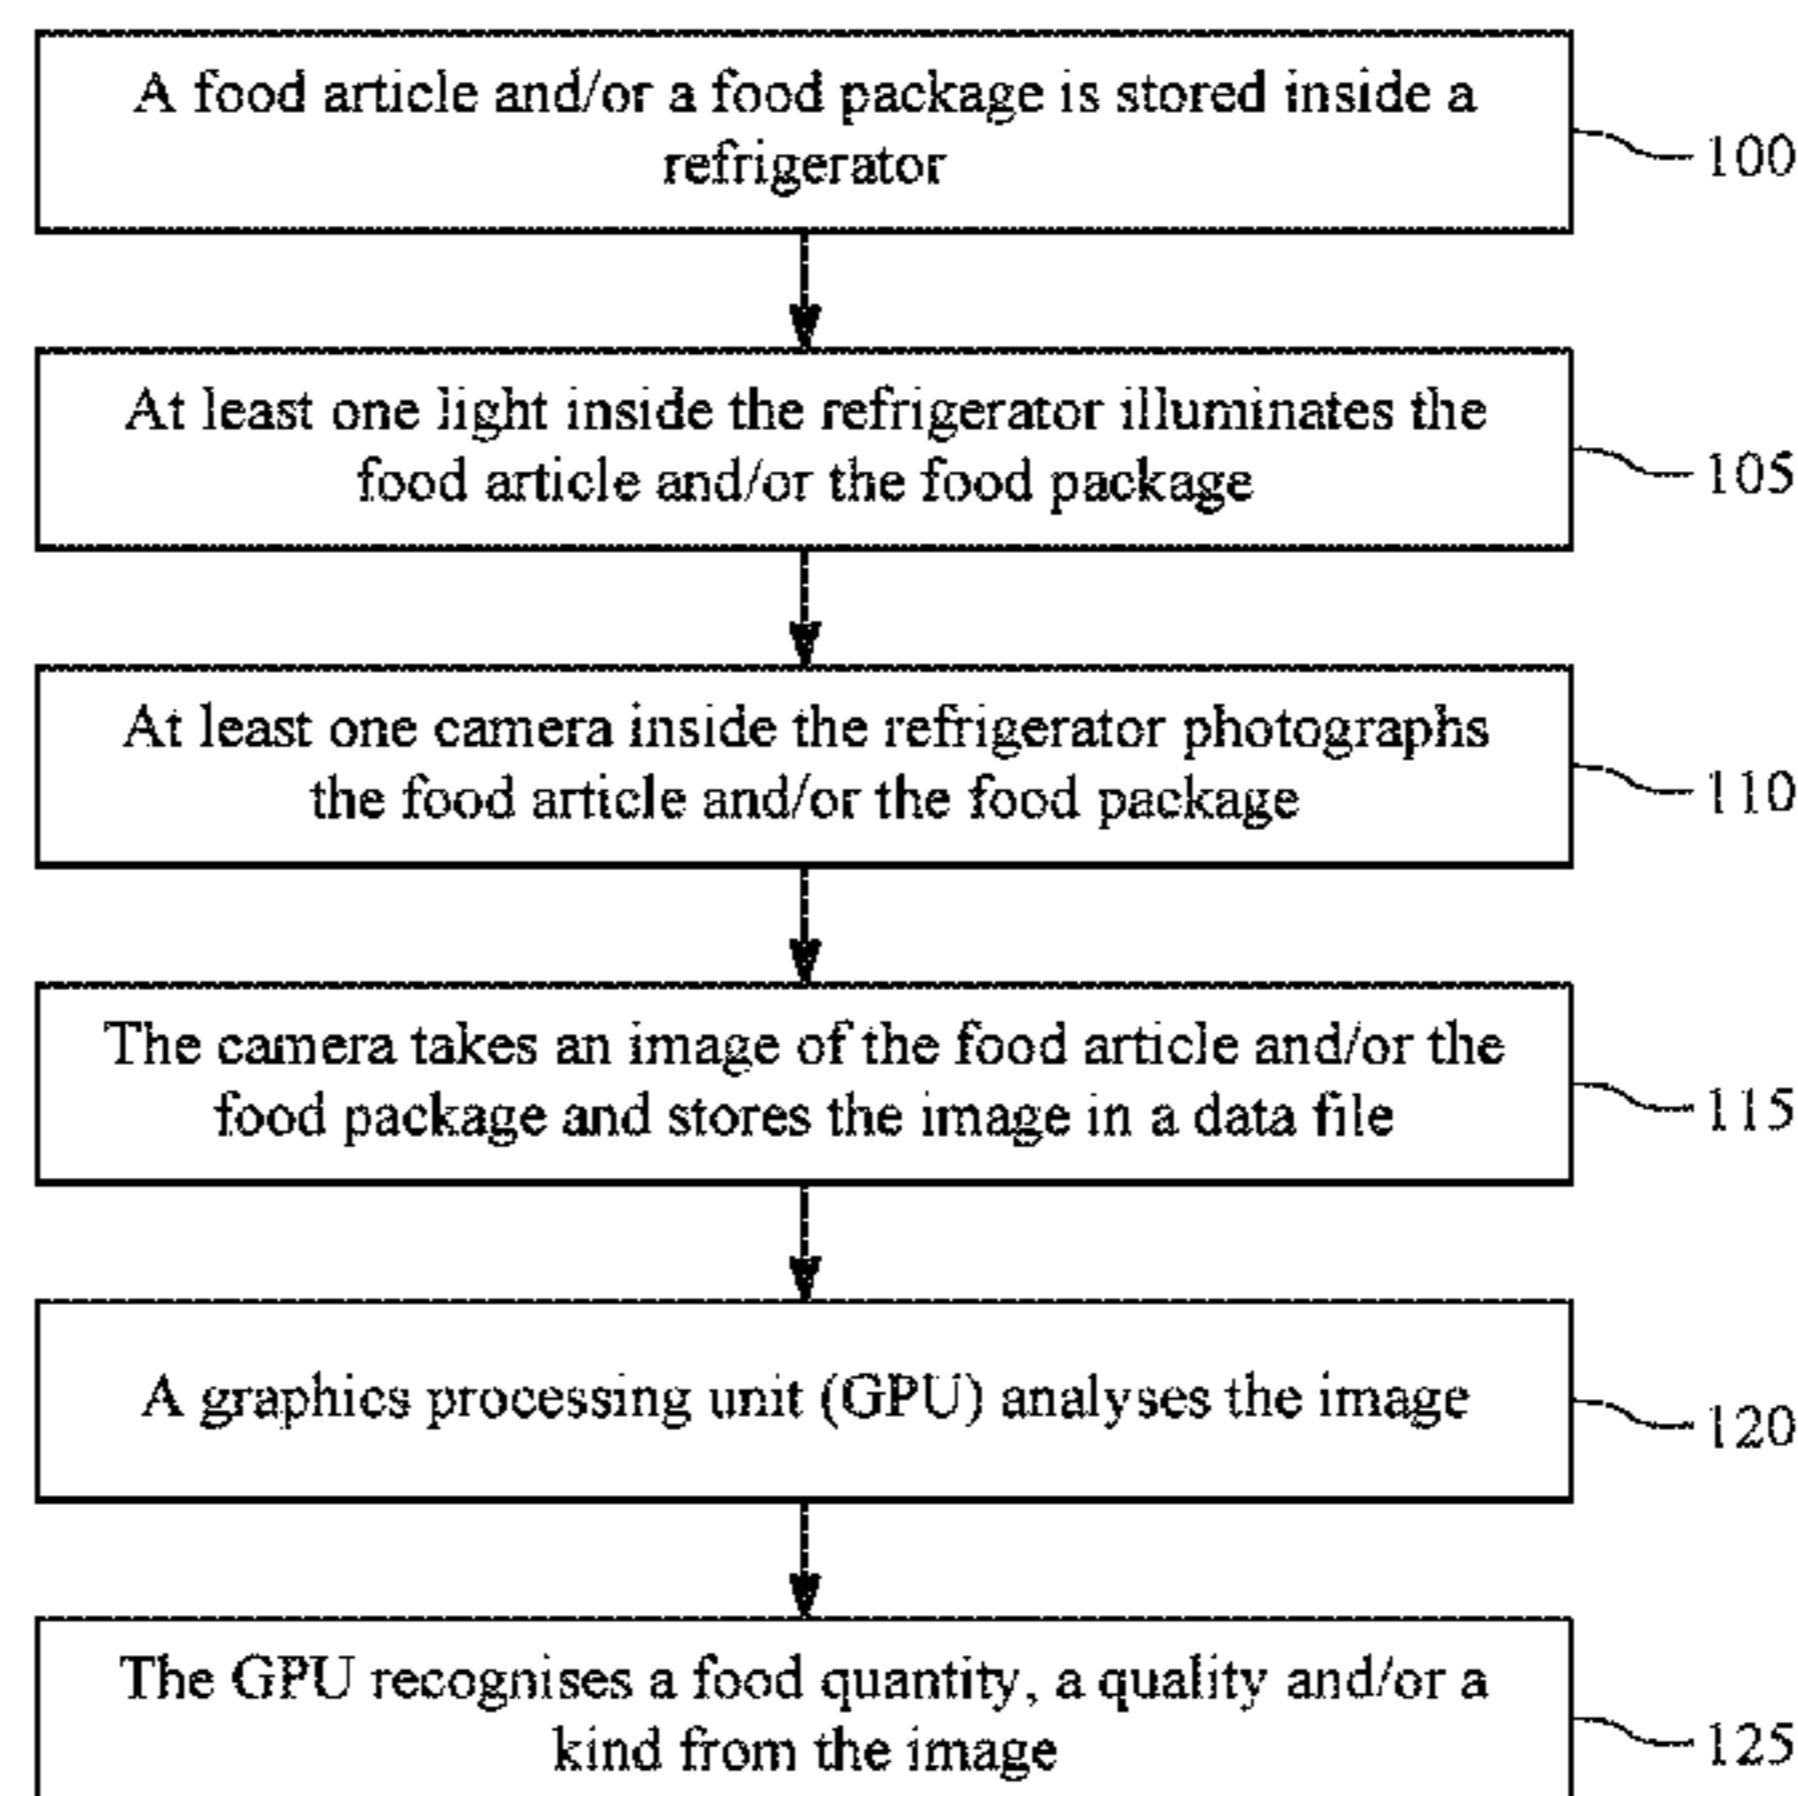 A food article and/or a food package is stored inside a
refrigerator
100
At least one light inside the refrigerator illuminates the
food article and/or the food package
105
At least one camera inside the refrigerator photographs
the food article and/or the food package
110
The camera takes an image of the food article and/or the
food package and stores the image in a data file
115
A graphics processing unit (GPU) analyses the image
120
The GPU recognises a food quantity, a quality and/or a
kind from the image
125